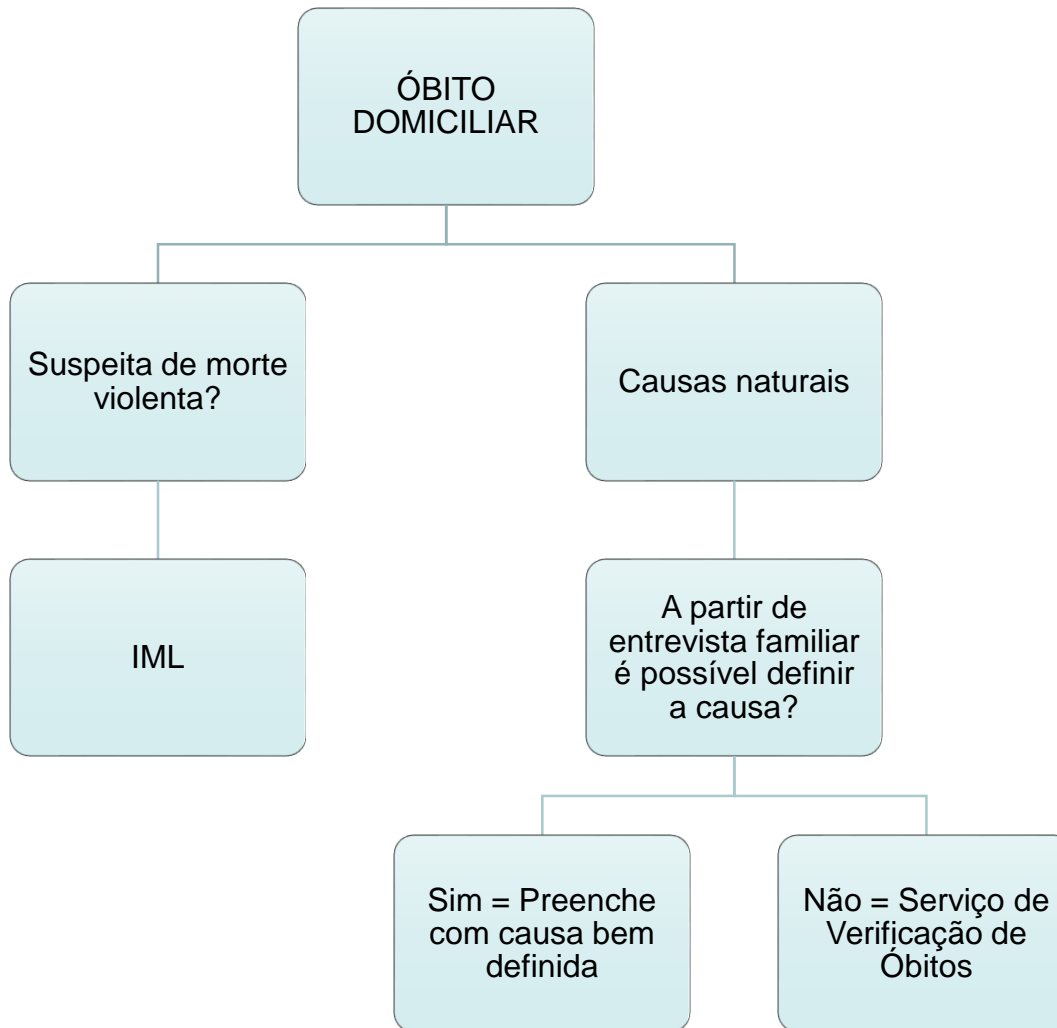 ÓBITO
DOMICILIAR
Suspeita de morte
violenta?
Causas naturais
IML
A partir de
entrevista familiar
é possível definir
a causa?
Sim = Preenche
com causa bem
definida
Não = Serviço de
Verificação de
Óbitos